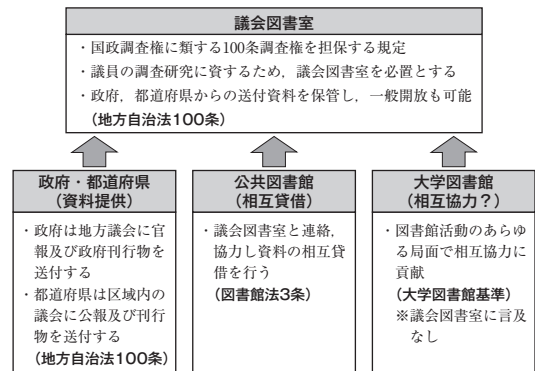 議会図書室
・国政調査権に類する100条調査権を担保する規定
・議員の調査研究に資するため，議会図書室を必置とする
・政府，都道府県からの送付資料を保管し，一般開放も可能
（地方自治法100条）
政府・都道府県
（資料提供）
・政府は地方議会に官
報及び政府刊行物を
送付する
・都道府県は区域内の
議会に公報及び刊行
物を送付する
（地方自治法100条）
公共図書館
（相互貸借）
・議会図書室と連絡，
協力し資料の相互貸
借を行う
（図書館法3条）
大学図書館
（相互協力？）
・図書館活動のあらゆ
る局面で相互協力に
貢献
（大学図書館基準）
※議会図書室に言及
なし